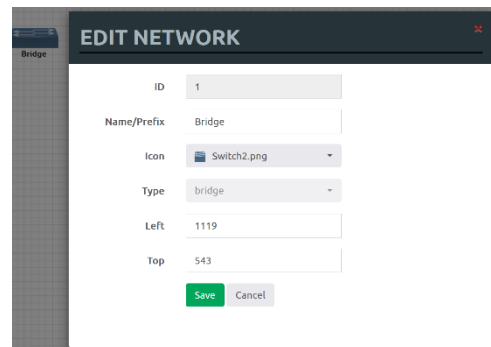 EDIT NETWORK
Bridge
ID 1
Name/Prefix Bridge
Icon Switch2.png
Type bridge
Left 1119
Top 543
Save Cancel